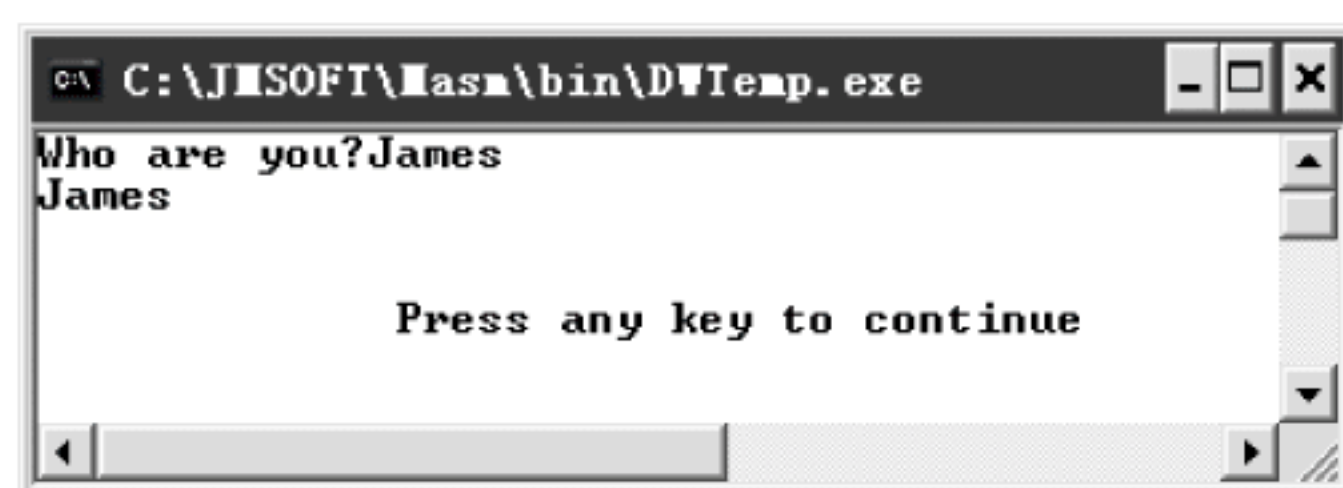 C:\JMSOFT\Masm\bin\DWTemp.exe
Who are you?James
James
Press any key to continue